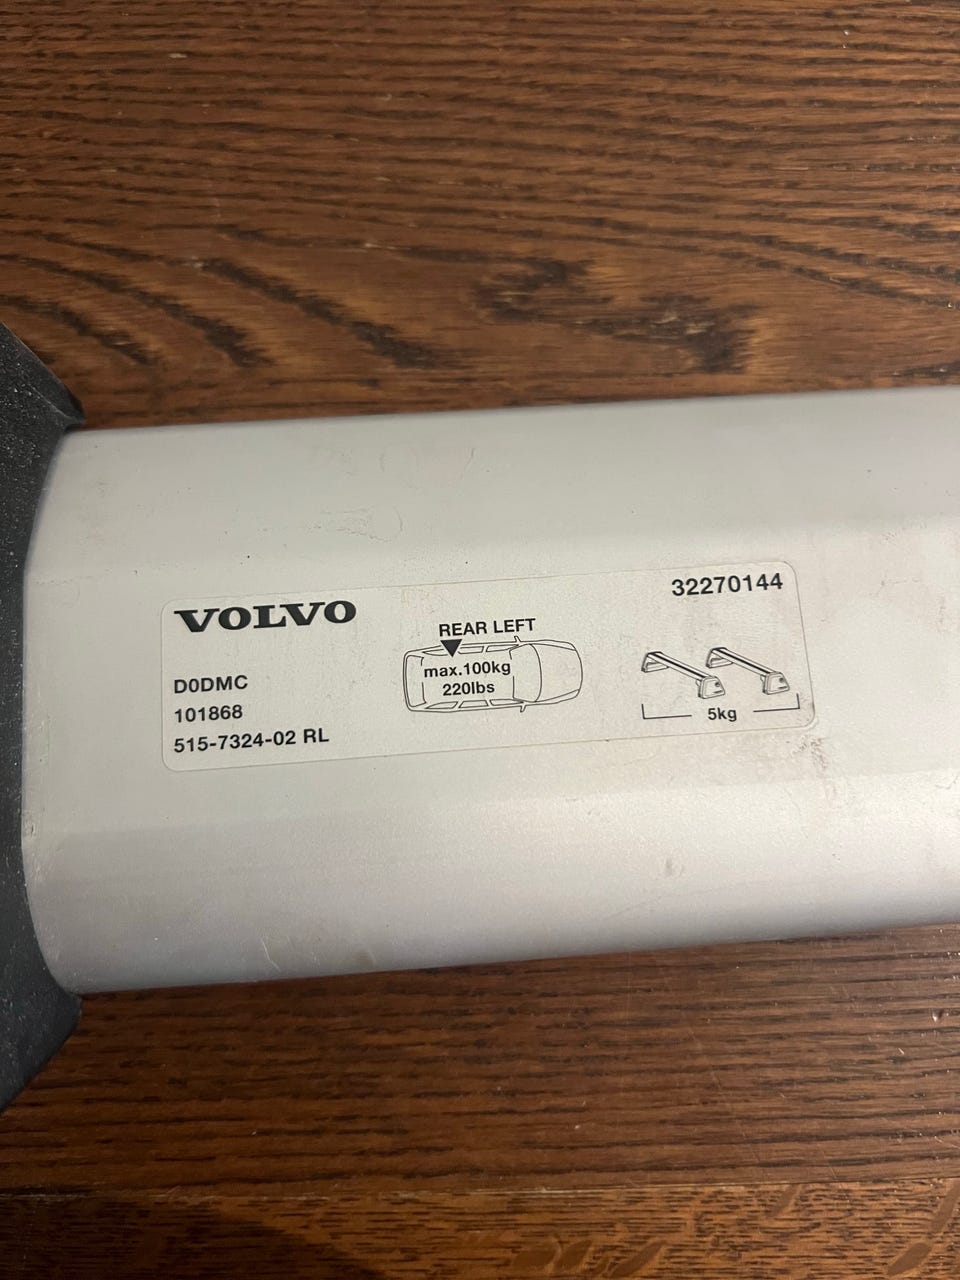 VOLVO
32270144
REAR LEFT
max.100kg
220lbs
D0DMC
101868
515-7324-02 RL
5kg